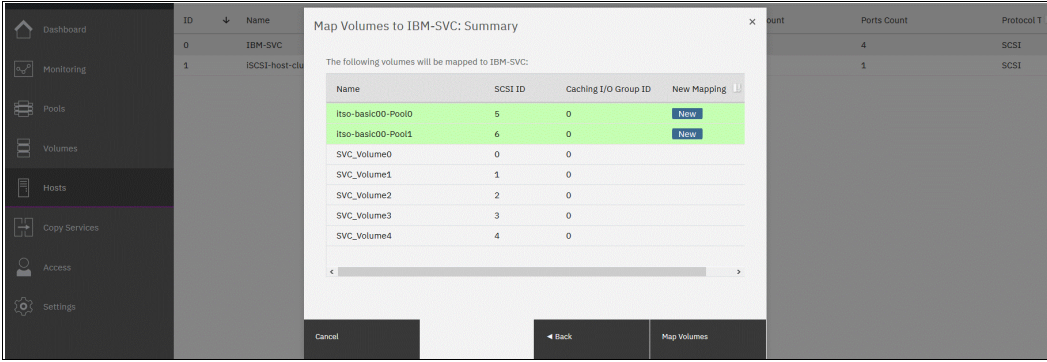 ID Name ount Ports Count Protocol T
Dashboard
0 IBM-SVC 4 SCSI
1 iSCSI-host-clu 1 SCSI
Monitoring
Pools
Volumes
Hosts
Copy Services
Access
Settings
Map Volumes to IBM-SVC: Summary ×
The following volumes will be mapped to IBM-SVC:
Name SCSI ID Caching I/O Group ID New Mapping
itso-basic00-Pool0 5 0 New
itso-basic00-Pool1 6 0 New
SVC_Volume0 0 0
SVC_Volume1 1 0
SVC_Volume2 2 0
SVC_Volume3 3 0
SVC_Volume4 4 0
Cancel ◄ Back Map Volumes